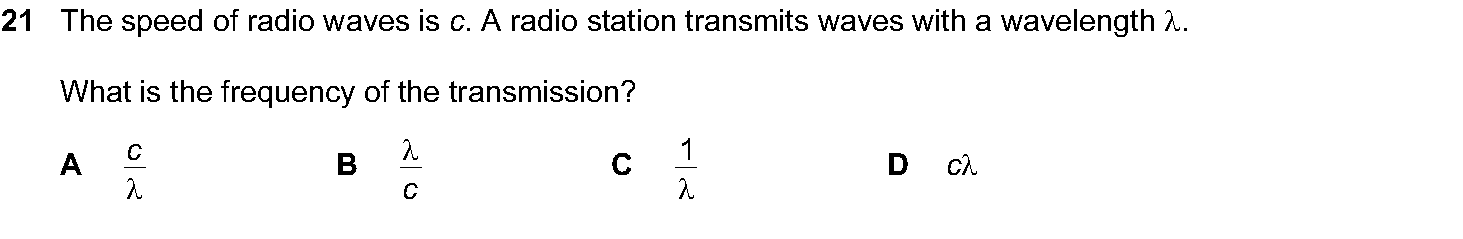 21 The speed of radio waves is c. A radio station transmits waves with a wavelength λ.
What is the frequency of the transmission?
A c/λ B λ/c C 1/λ D cλ